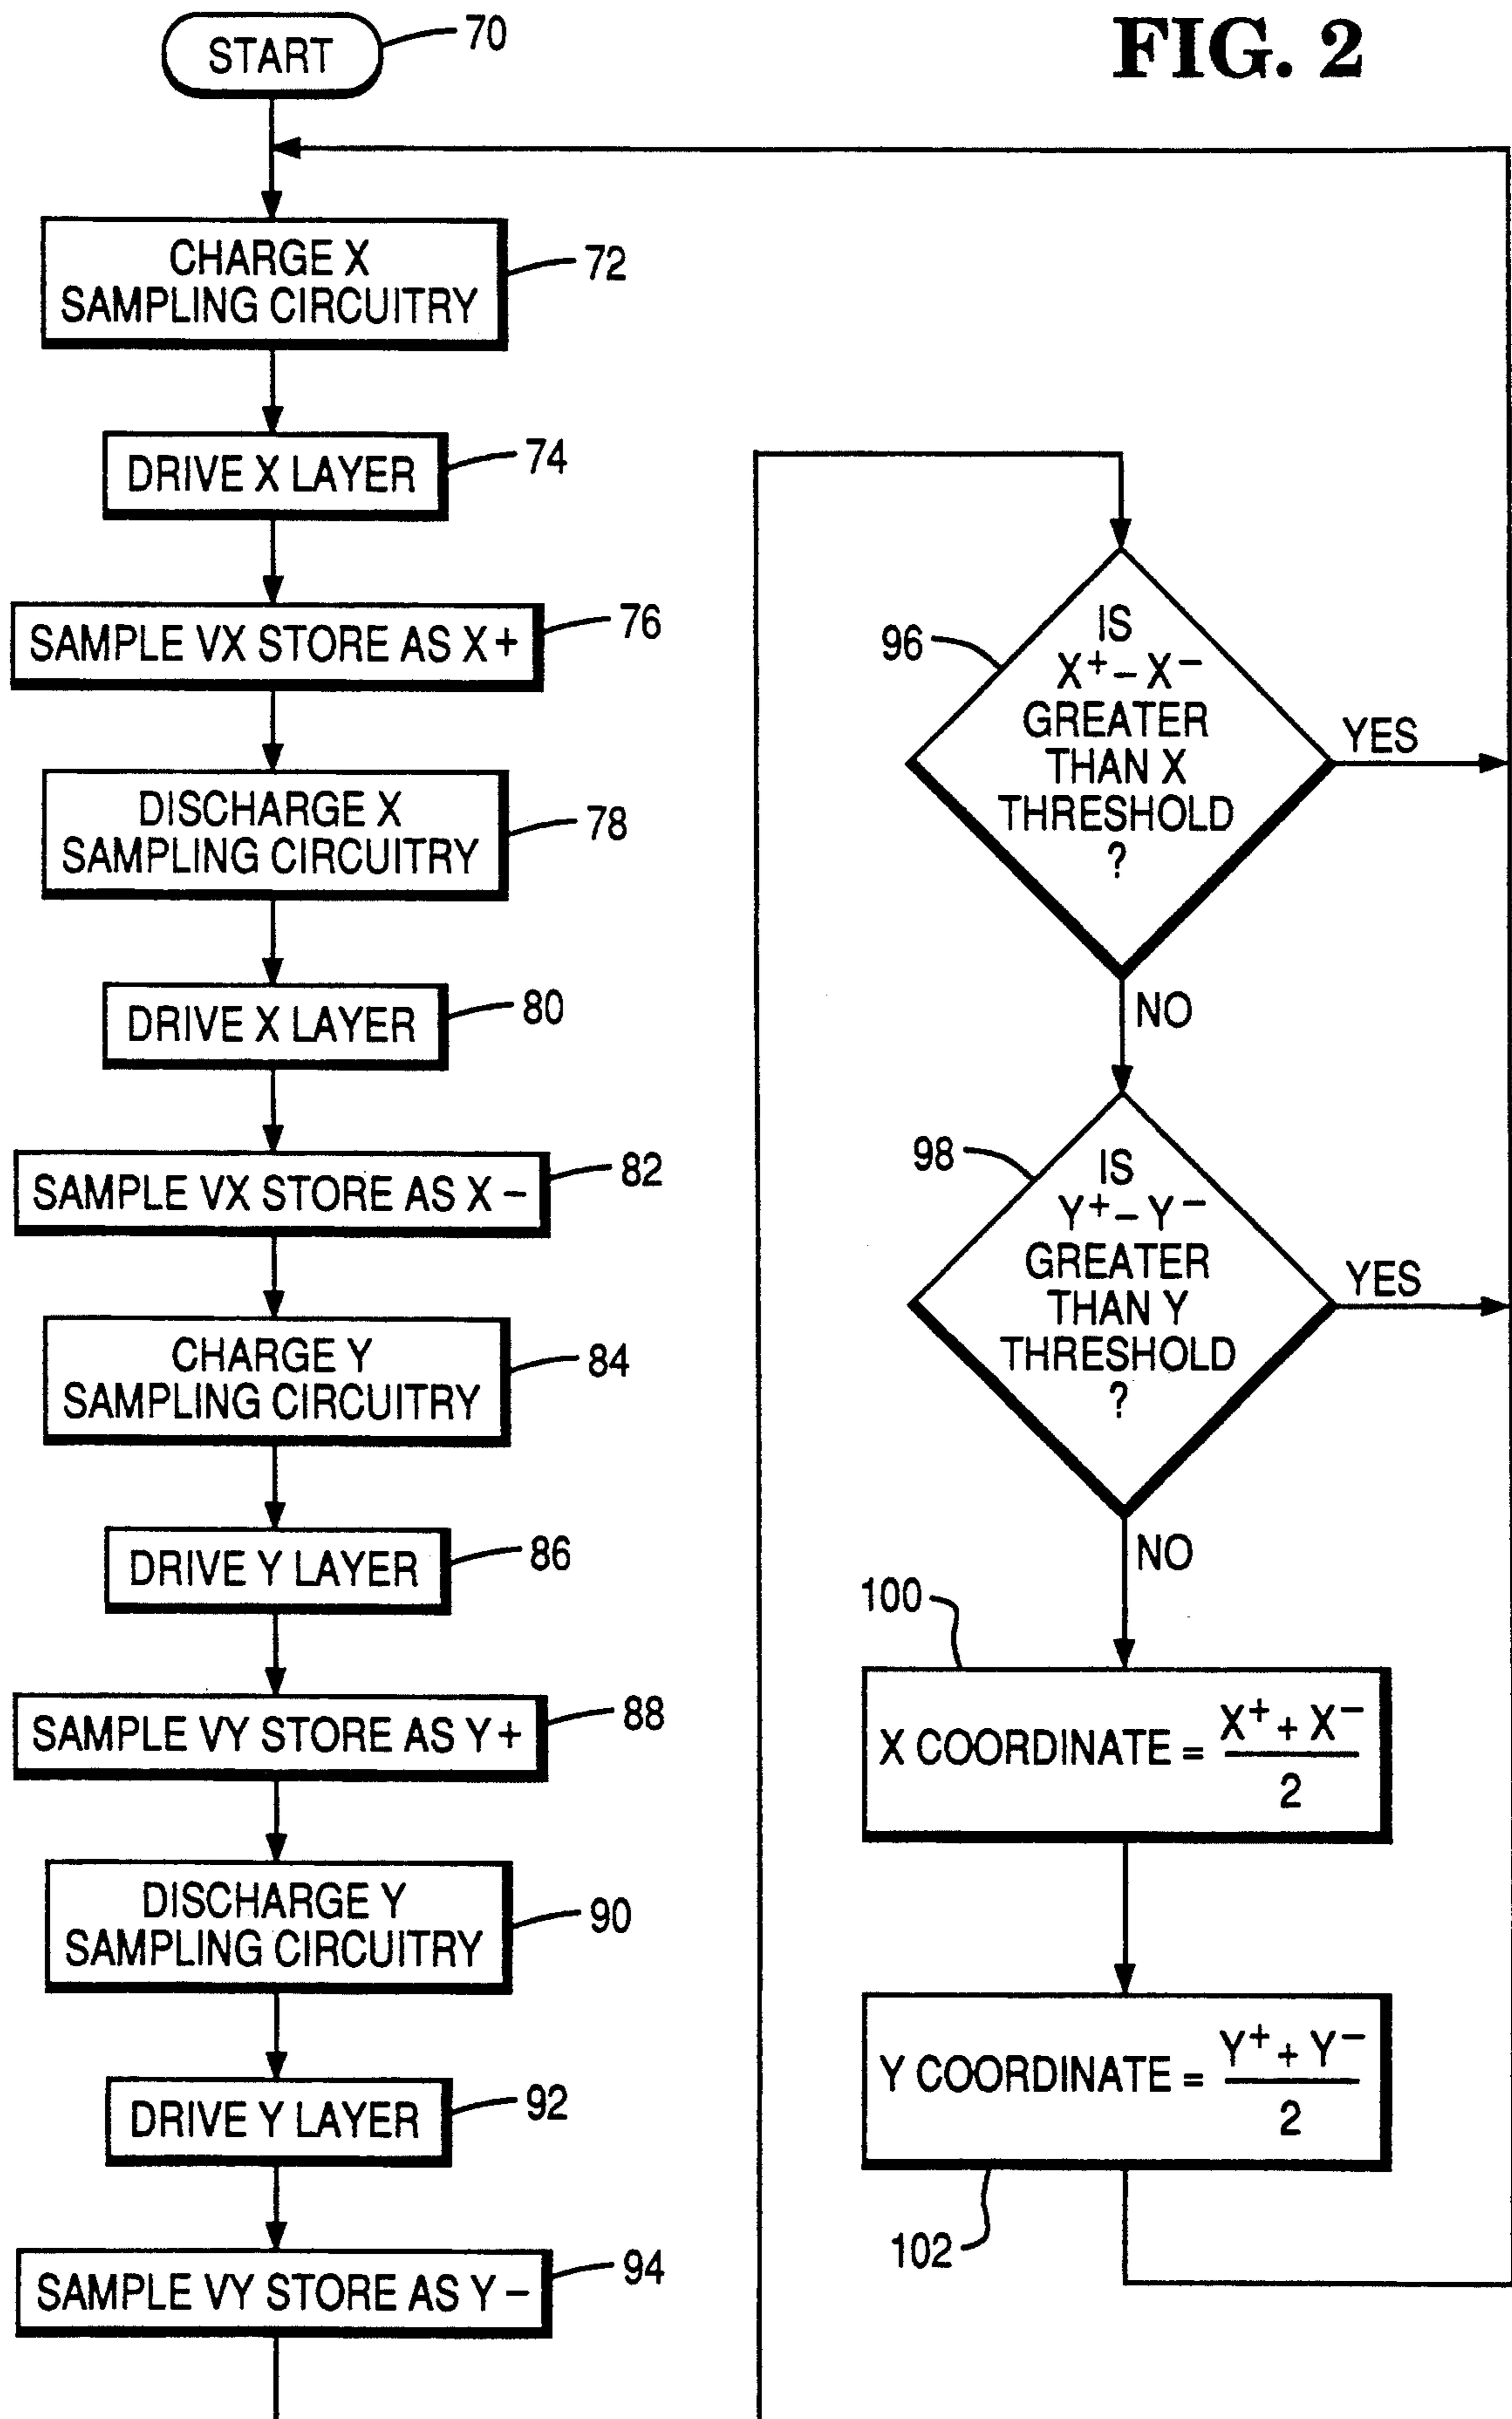 FIG. 2
START
70
CHARGE X
SAMPLING CIRCUITRY
72
DRIVE X LAYER
74
SAMPLE VX STORE AS X+
76
DISCHARGE X
SAMPLING CIRCUITRY
78
DRIVE X LAYER
80
SAMPLE VX STORE AS X−
82
CHARGE Y
SAMPLING CIRCUITRY
84
DRIVE Y LAYER
86
SAMPLE VY STORE AS Y+
88
DISCHARGE Y
SAMPLING CIRCUITRY
90
DRIVE Y LAYER
92
SAMPLE VY STORE AS Y−
94
96
IS
X⁺ − X⁻
GREATER
THAN X
THRESHOLD
?
YES
NO
98
IS
Y⁺ − Y⁻
GREATER
THAN Y
THRESHOLD
?
YES
NO
100
X COORDINATE = X⁺ + X⁻
2
Y COORDINATE = Y⁺ + Y⁻
2
102